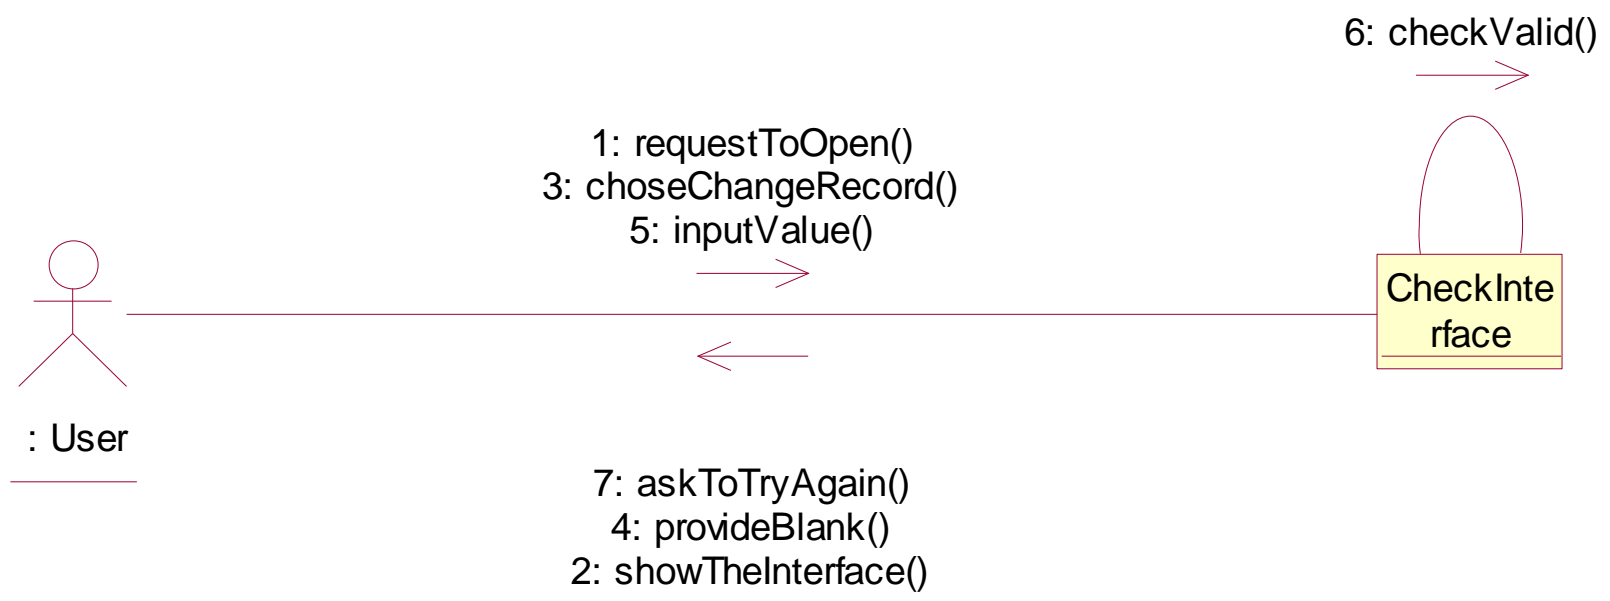 6: checkValid()
1: requestToOpen()
3: choseChangeRecord()
5: inputValue()
CheckInte
rface
: User
7: askToTryAgain()
4: provideBlank()
2: showTheInterface()